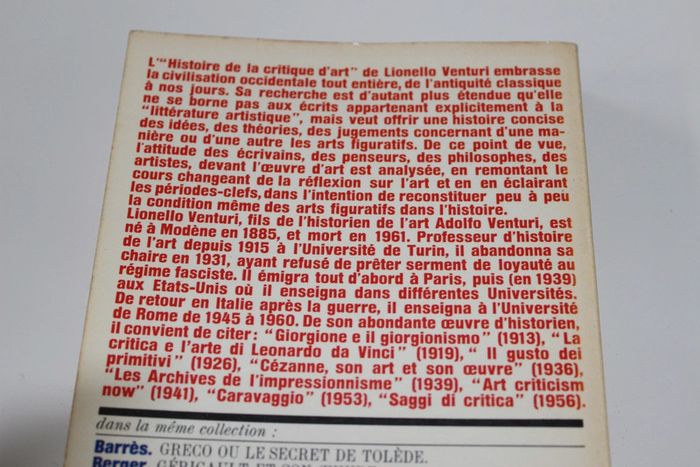 L'"Histoire de la critique d'art" de Lionello Venturi embrasse
la civilisation occidentale tout entière, de l'antiquité classique
à nos jours. Sa recherche est d'autant plus étendue qu'elle
ne se borne pas aux écrits appartenant explicitement à la
"littérature artistique", mais veut offrir une histoire concise
des idées, des théories, des jugements concernant d'une ma-
nière ou d'une autre les arts figuratifs. De ce point de vue,
l'attitude des écrivains, des penseurs, des philosophes, des
artistes, devant l'œuvre d'art est analysée, en remontant le
cours changeant de la réflexion sur l'art et en en éclairant
les périodes-clefs, dans l'intention de reconstituer peu à peu
la condition même des arts figuratifs dans l'histoire.
Lionello Venturi, fils de l'historien de l'art Adolfo Venturi, est
né à Modène en 1885, et mort en 1961. Professeur d'histoire
de l'art depuis 1915 à l'Université de Turin, il abandonna sa
chaire en 1931, ayant refusé de prêter serment de loyauté au
régime fasciste. Il émigra tout d'abord à Paris, puis (en 1939)
aux Etats-Unis où il enseigna dans différentes Universités.
De retour en Italie après la guerre, il enseigna à l'Université
de Rome de 1945 à 1960. De son abondante œuvre d'historien,
il convient de citer: "Giorgione e il giorgionismo" (1913), "La
critica e l'arte di Leonardo da Vinci" (1919), " Il gusto dei
primitivi" (1926), "Cézanne, son art et son œuvre" (1936),
"Les Archives de l'impressionnisme" (1939), "Art criticism
now" (1941), "Caravaggio" (1953), "Saggi di critica" (1956).
dans la même collection :
Barrès. GRECO OU LE SECRET DE TOLÈDE.
Berger. GÉRICAULT ET SON